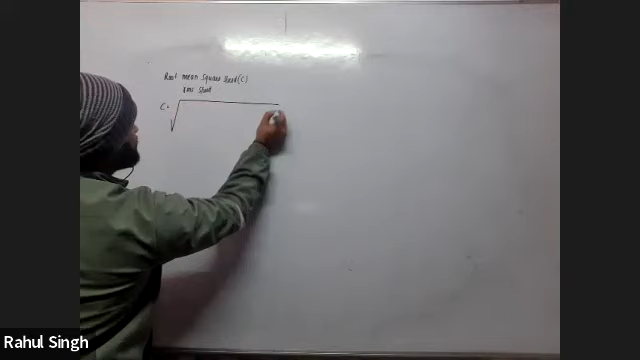 Root mean square speed (C)
rms speed
C =
Rahul Singh